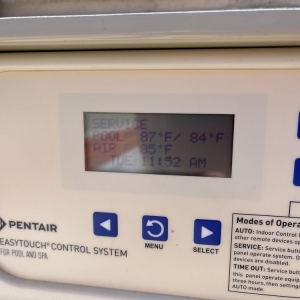 SERVICE
POOL 87°F/ 84°F
AIR 85°F
TUE 11:52 AM
PENTAIR
EASYTOUCH® CONTROL SYSTEM
FOR POOL AND SPA
MENU
SELECT
Modes of Opera
AUTO: Indoor Control
other remote devices op
SERVICE: Service button
panel operate system. O
devices are disabled.
TIME OUT: Service but
this panel operate equip
three hours, then setting
AUTO mode.